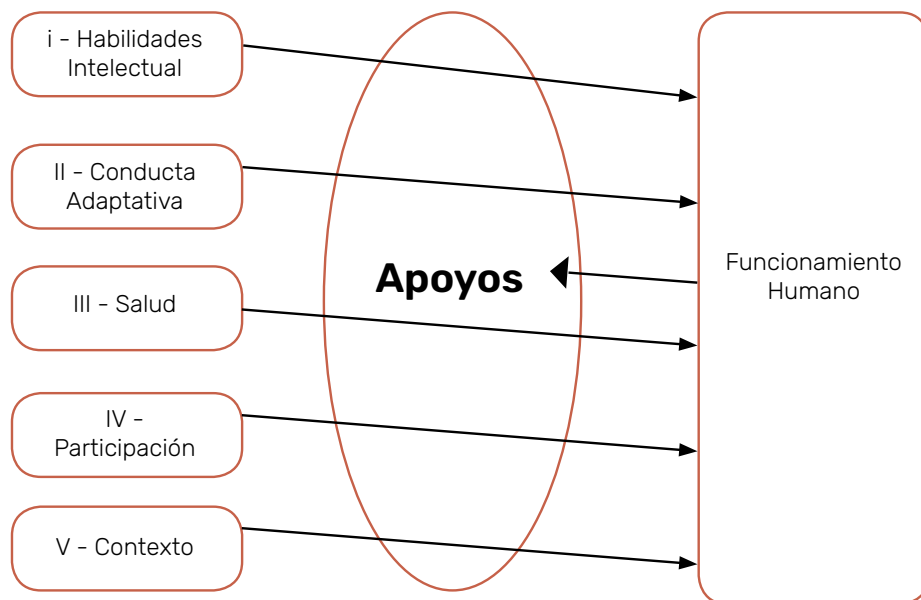 i - Habilidades
Intelectual
II - Conducta
Adaptativa
III - Salud
IV -
Participación
V - Contexto
Apoyos
Funcionamiento
Humano